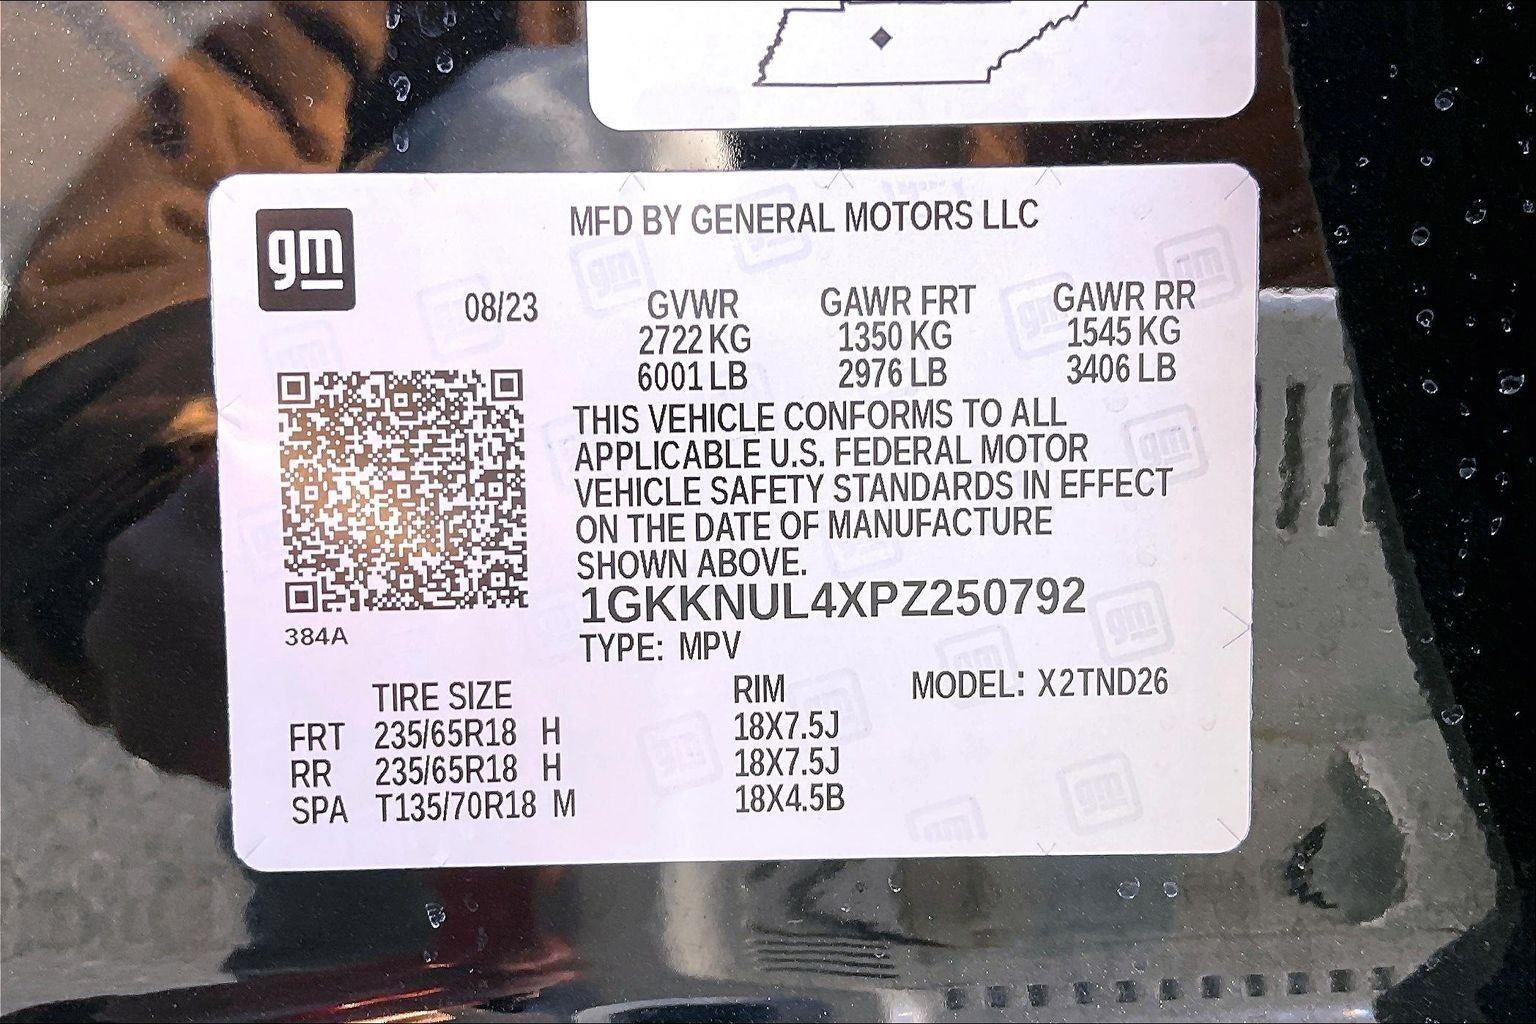 MFD BY GENERAL MOTORS LLC
gm
08/23
GVWR GAWR FRT GAWR RR
2722 KG 1350 KG 1545 KG
6001 LB 2976 LB 3406 LB
THIS VEHICLE CONFORMS TO ALL
APPLICABLE U.S. FEDERAL MOTOR
VEHICLE SAFETY STANDARDS IN EFFECT
ON THE DATE OF MANUFACTURE
SHOWN ABOVE.
1GKKNUL4XPZ250792
384A
TYPE: MPV
TIRE SIZE RIM MODEL: X2TND26
FRT 235/65R18 H 18X7.5J
RR 235/65R18 H 18X7.5J
SPA T135/70R18 M 18X4.5B